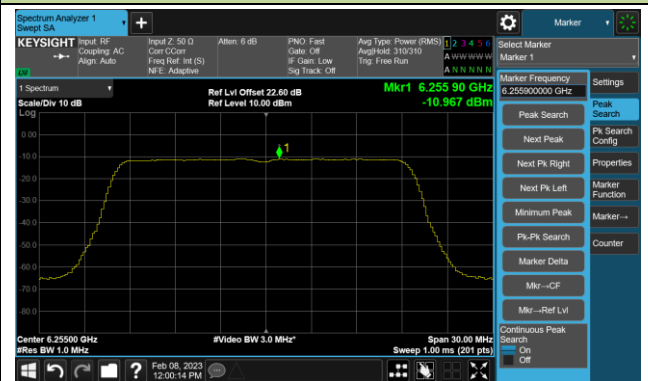 Spectrum Analyzer 1
Swept SA
+
Marker
KEYSIGHT
Input: RF
Coupling: AC
Align: Auto
Input Z: 50 Ω
Corr CCorr
Freq Ref: Int (S)
NFE: Adaptive
Atten: 6 dB
PNO: Fast
Gate: Off
IF Gain: Low
Sig Track: Off
Avg Type: Power (RMS)
Avg|Hold: 310/310
Trig: Free Run
1 2 3 4 5 6
A W W W W W
A N N N N N
Select Marker
Marker 1
1 Spectrum
Scale/Div 10 dB
Log
Ref Lvl Offset 22.60 dB
Ref Level 10.00 dBm
Mkr1 6.255 90 GHz
-10.967 dBm
1
0.00
-10.0
-20.0
-30.0
-40.0
-50.0
-60.0
-70.0
-80.0
Center 6.25500 GHz
#Res BW 1.0 MHz
#Video BW 3.0 MHz*
Span 30.00 MHz
Sweep 1.00 ms (201 pts)
Marker Frequency
6.255900000 GHz
Peak Search
Next Peak
Next Pk Right
Next Pk Left
Minimum Peak
Pk-Pk Search
Marker Delta
Mkr→CF
Mkr→Ref Lvl
Continuous Peak
Search
On
Off
Settings
Peak
Search
Pk Search
Config
Properties
Marker
Function
Marker→
Counter
?
Feb 08, 2023
12:00:14 PM